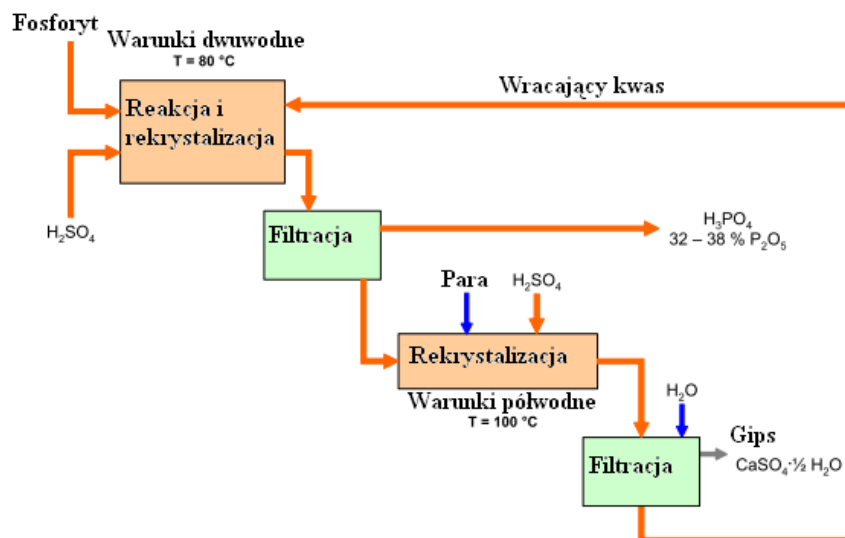 Fosforyt
Warunki dwuwodne
T = 80 °C
Wracający kwas
Reakcja i
rekrystalizacja
H₂SO₄
Filtracja
H₃PO₄
32 – 38 % P₂O₅
Para
H₂SO₄
Rekrystalizacja
Warunki półwodne
T = 100 °C
H₂O
Gips
CaSO₄·½ H₂O
Filtracja